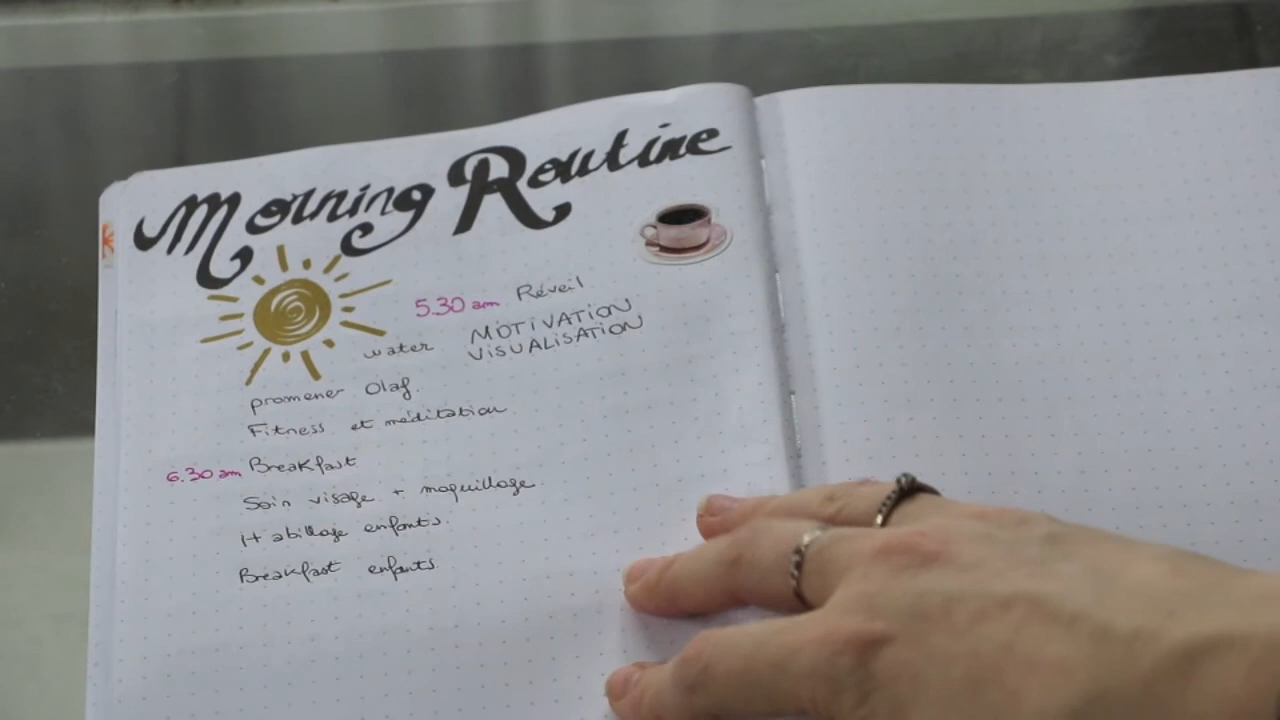 Morning Routine
5.30 am Réveil
water MOTIVATION
VISUALISATION
promener Olaf.
Fitness et méditation
6.30 am Breakfast
Soin visage + maquillage
Habillage enfants
Breakfast enfants